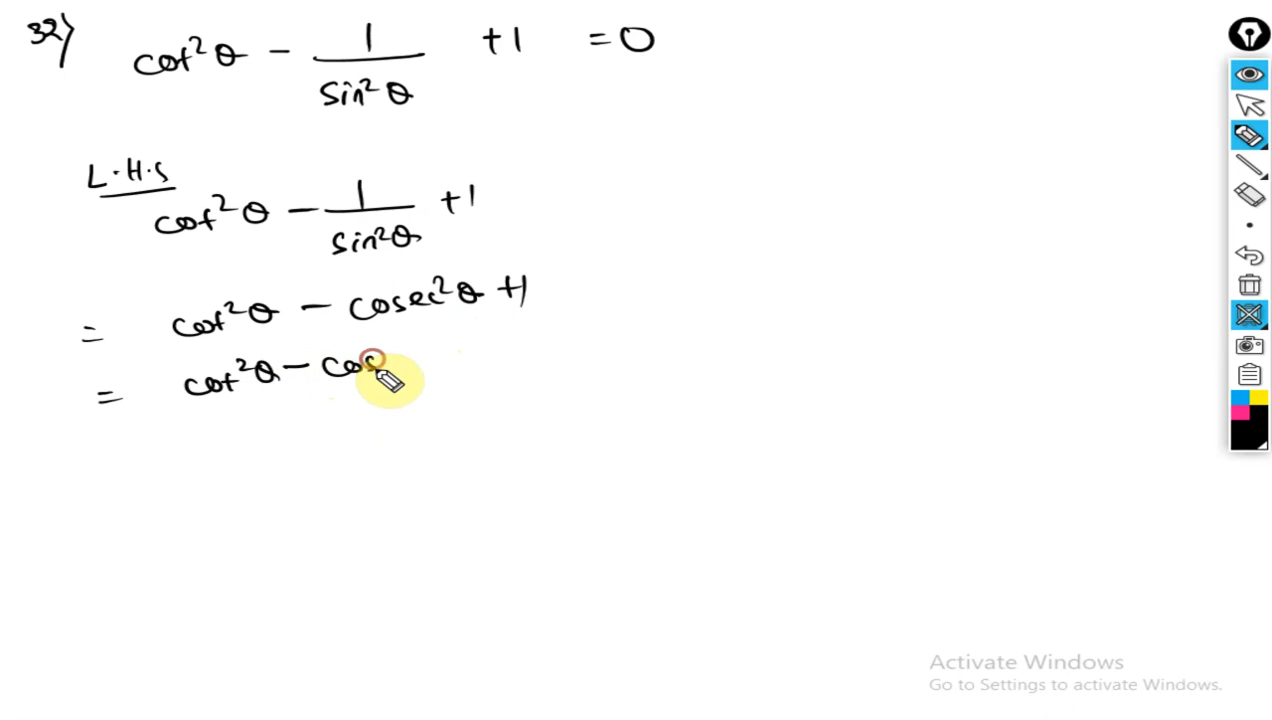 32) cot²θ - 1/sin²θ +1 = 0
L.H.S
cot²θ - 1/sin²θ +1
= cot²θ - cosec²θ +1
= cot²θ - cos
Activate Windows
Go to Settings to activate Windows.